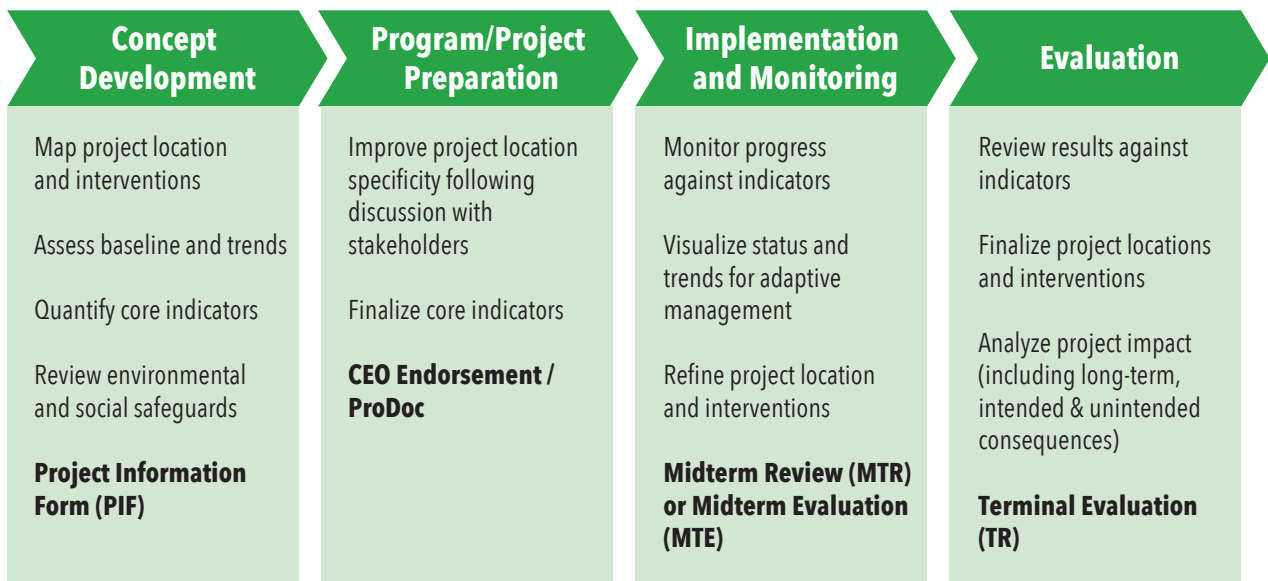 Concept
Development
Map project location
and interventions
Assess baseline and trends
Quantify core indicators
Review environmental
and social safeguards
Project Information
Form (PIF)
Program/Project
Preparation
Improve project location
specificity following
discussion with
stakeholders
Finalize core indicators
CEO Endorsement /
ProDoc
Implementation
and Monitoring
Monitor progress
against indicators
Visualize status and
trends for adaptive
management
Refine project location
and interventions
Midterm Review (MTR)
or Midterm Evaluation
(MTE)
Evaluation
Review results against
indicators
Finalize project locations
and interventions
Analyze project impact
(including long-term,
intended & unintended
consequences)
Terminal Evaluation
(TR)